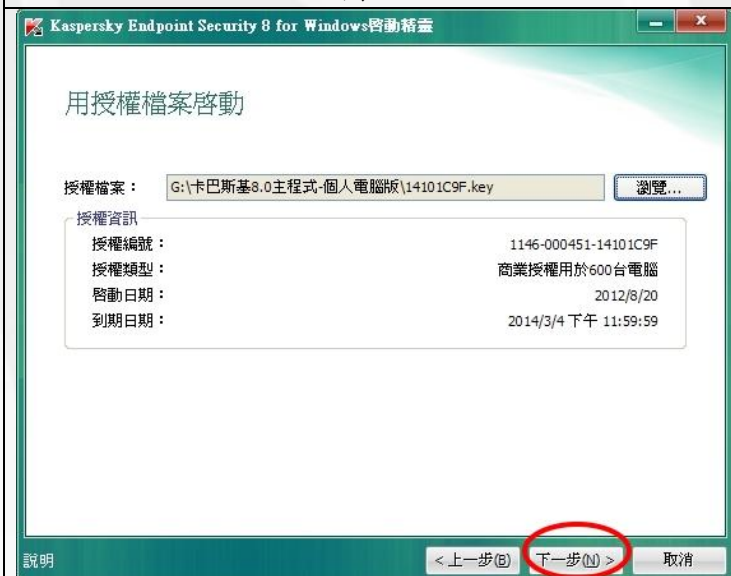 Kaspersky Endpoint Security 8 for Windows啓動精靈
用授權檔案啓動
授權檔案： G:\卡巴斯基8.0主程式-個人電腦版\14101C9F.key 瀏覽...
授權資訊
授權編號： 1146-000451-14101C9F
授權類型： 商業授權用於600台電腦
啓動日期： 2012/8/20
到期日期： 2014/3/4 下午 11:59:59
說明 < 上一步(B) 下一步(N) > 取消